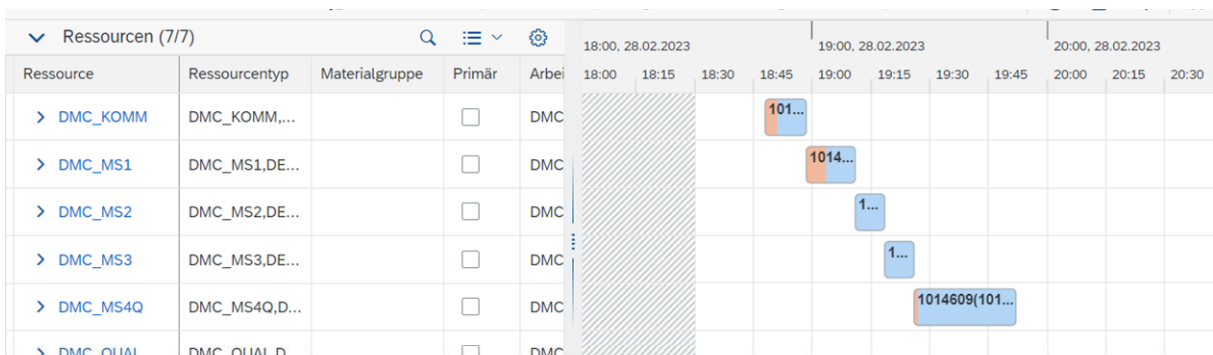 Ressourcen (7/7)
18:00, 28.02.2023 19:00, 28.02.2023 20:00, 28.02.2023
Ressource Ressourcentyp Materialgruppe Primär Arbei 18:00 18:15 18:30 18:45 19:00 19:15 19:30 19:45 20:00 20:15 20:30
DMC_KOMM DMC_KOMM,... DMC 101...
DMC_MS1 DMC_MS1,DE... DMC 1014...
DMC_MS2 DMC_MS2,DE... DMC 1...
DMC_MS3 DMC_MS3,DE... DMC 1...
DMC_MS4Q DMC_MS4Q,D... DMC 1014609(101...
DMC_QUAL DMC_QUAL,D... DMC